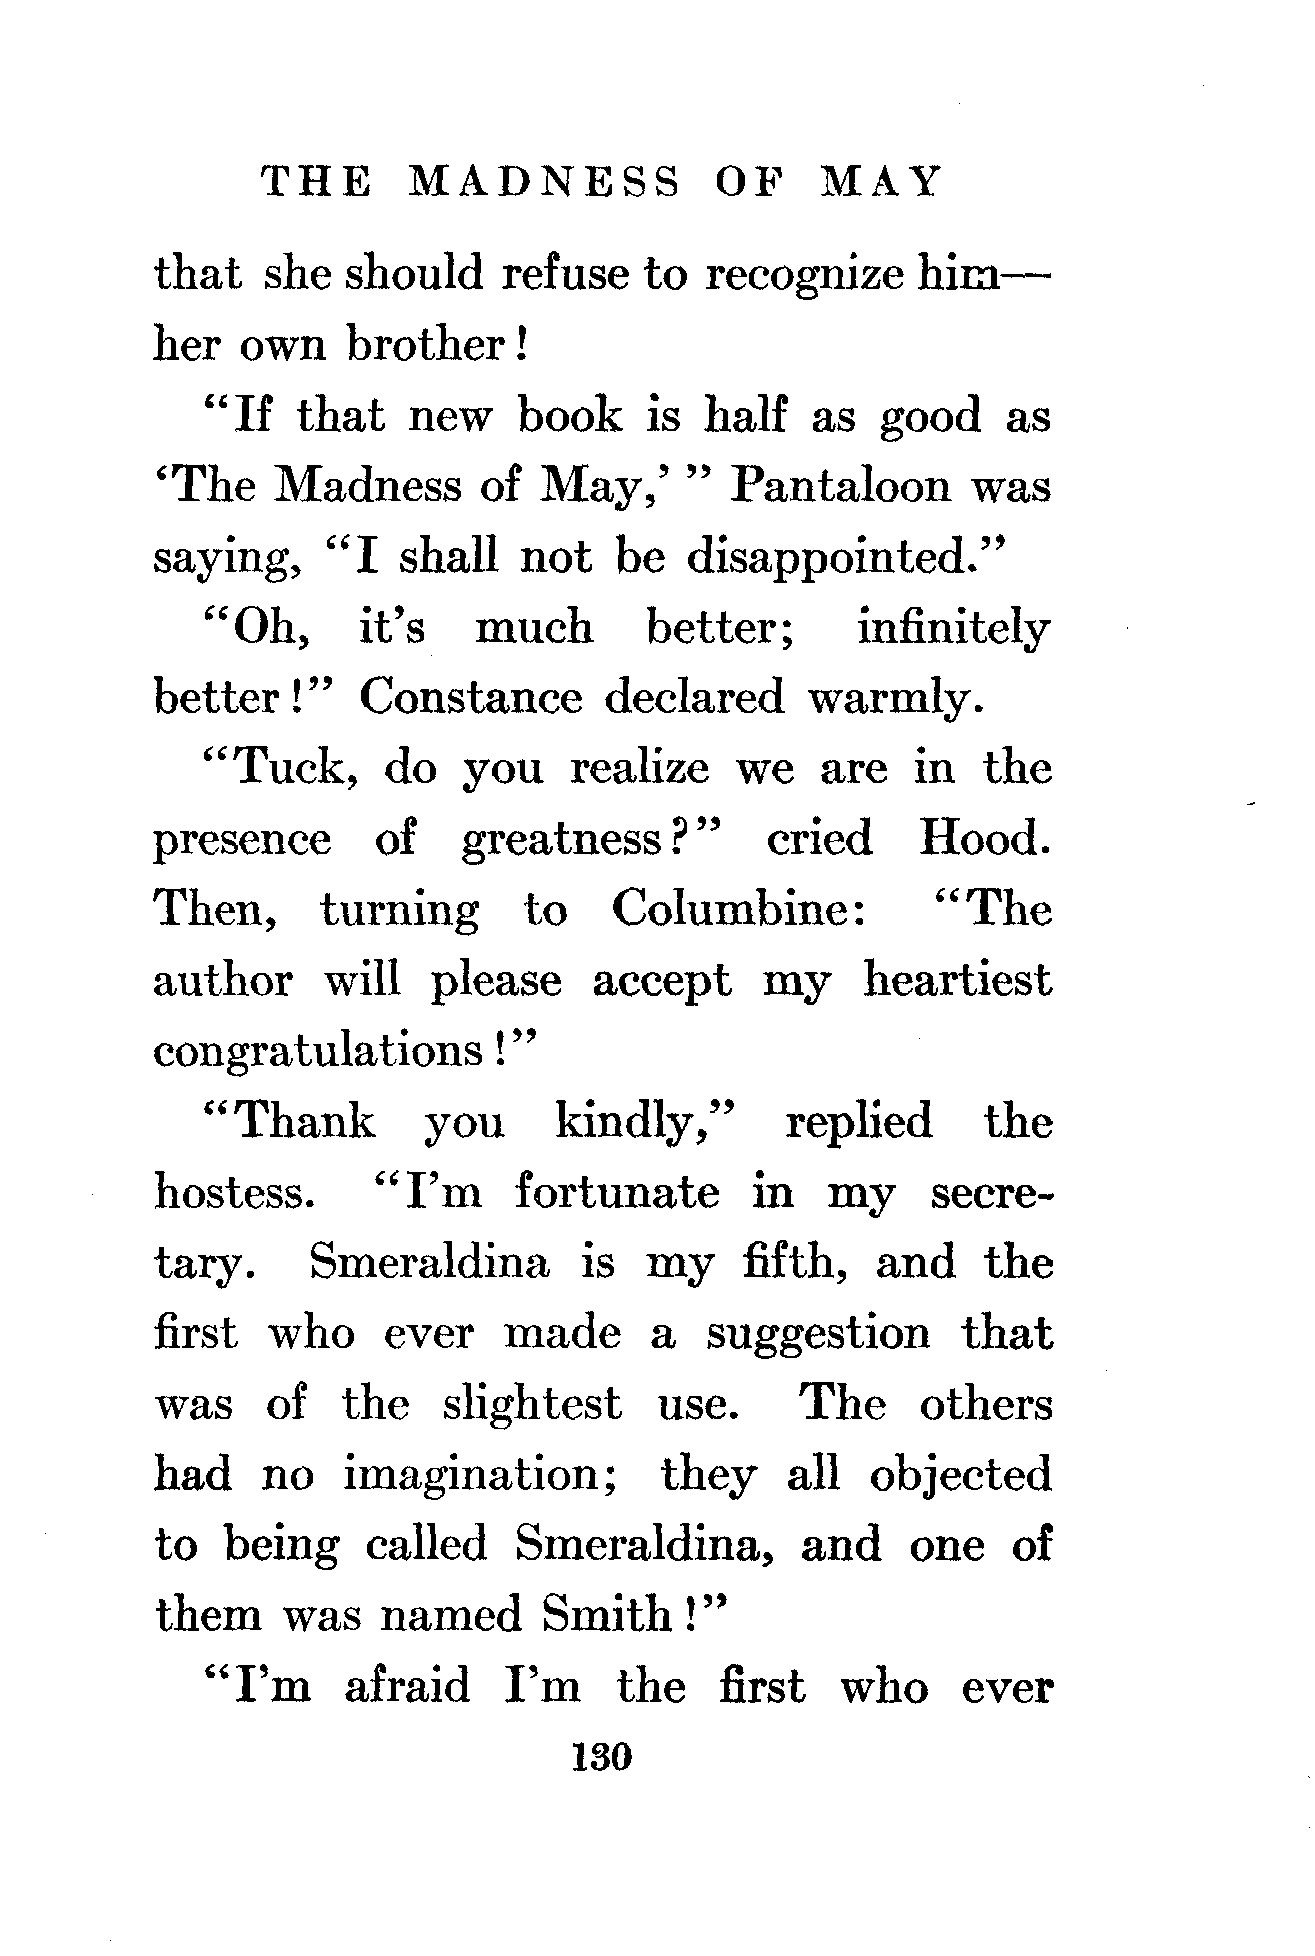 THE MADNESS OF MAY
that she should refuse to recognize him—
her own brother!
"If that new book is half as good as
'The Madness of May,' " Pantaloon was
saying, "I shall not be disappointed."
"Oh, it's much better; infinitely
better!" Constance declared warmly.
"Tuck, do you realize we are in the
presence of greatness?" cried Hood.
Then, turning to Columbine: "The
author will please accept my heartiest
congratulations!"
"Thank you kindly," replied the
hostess. "I'm fortunate in my secre-
tary. Smeraldina is my fifth, and the
first who ever made a suggestion that
was of the slightest use. The others
had no imagination; they all objected
to being called Smeraldina, and one of
them was named Smith!"
"I'm afraid I'm the first who ever
130